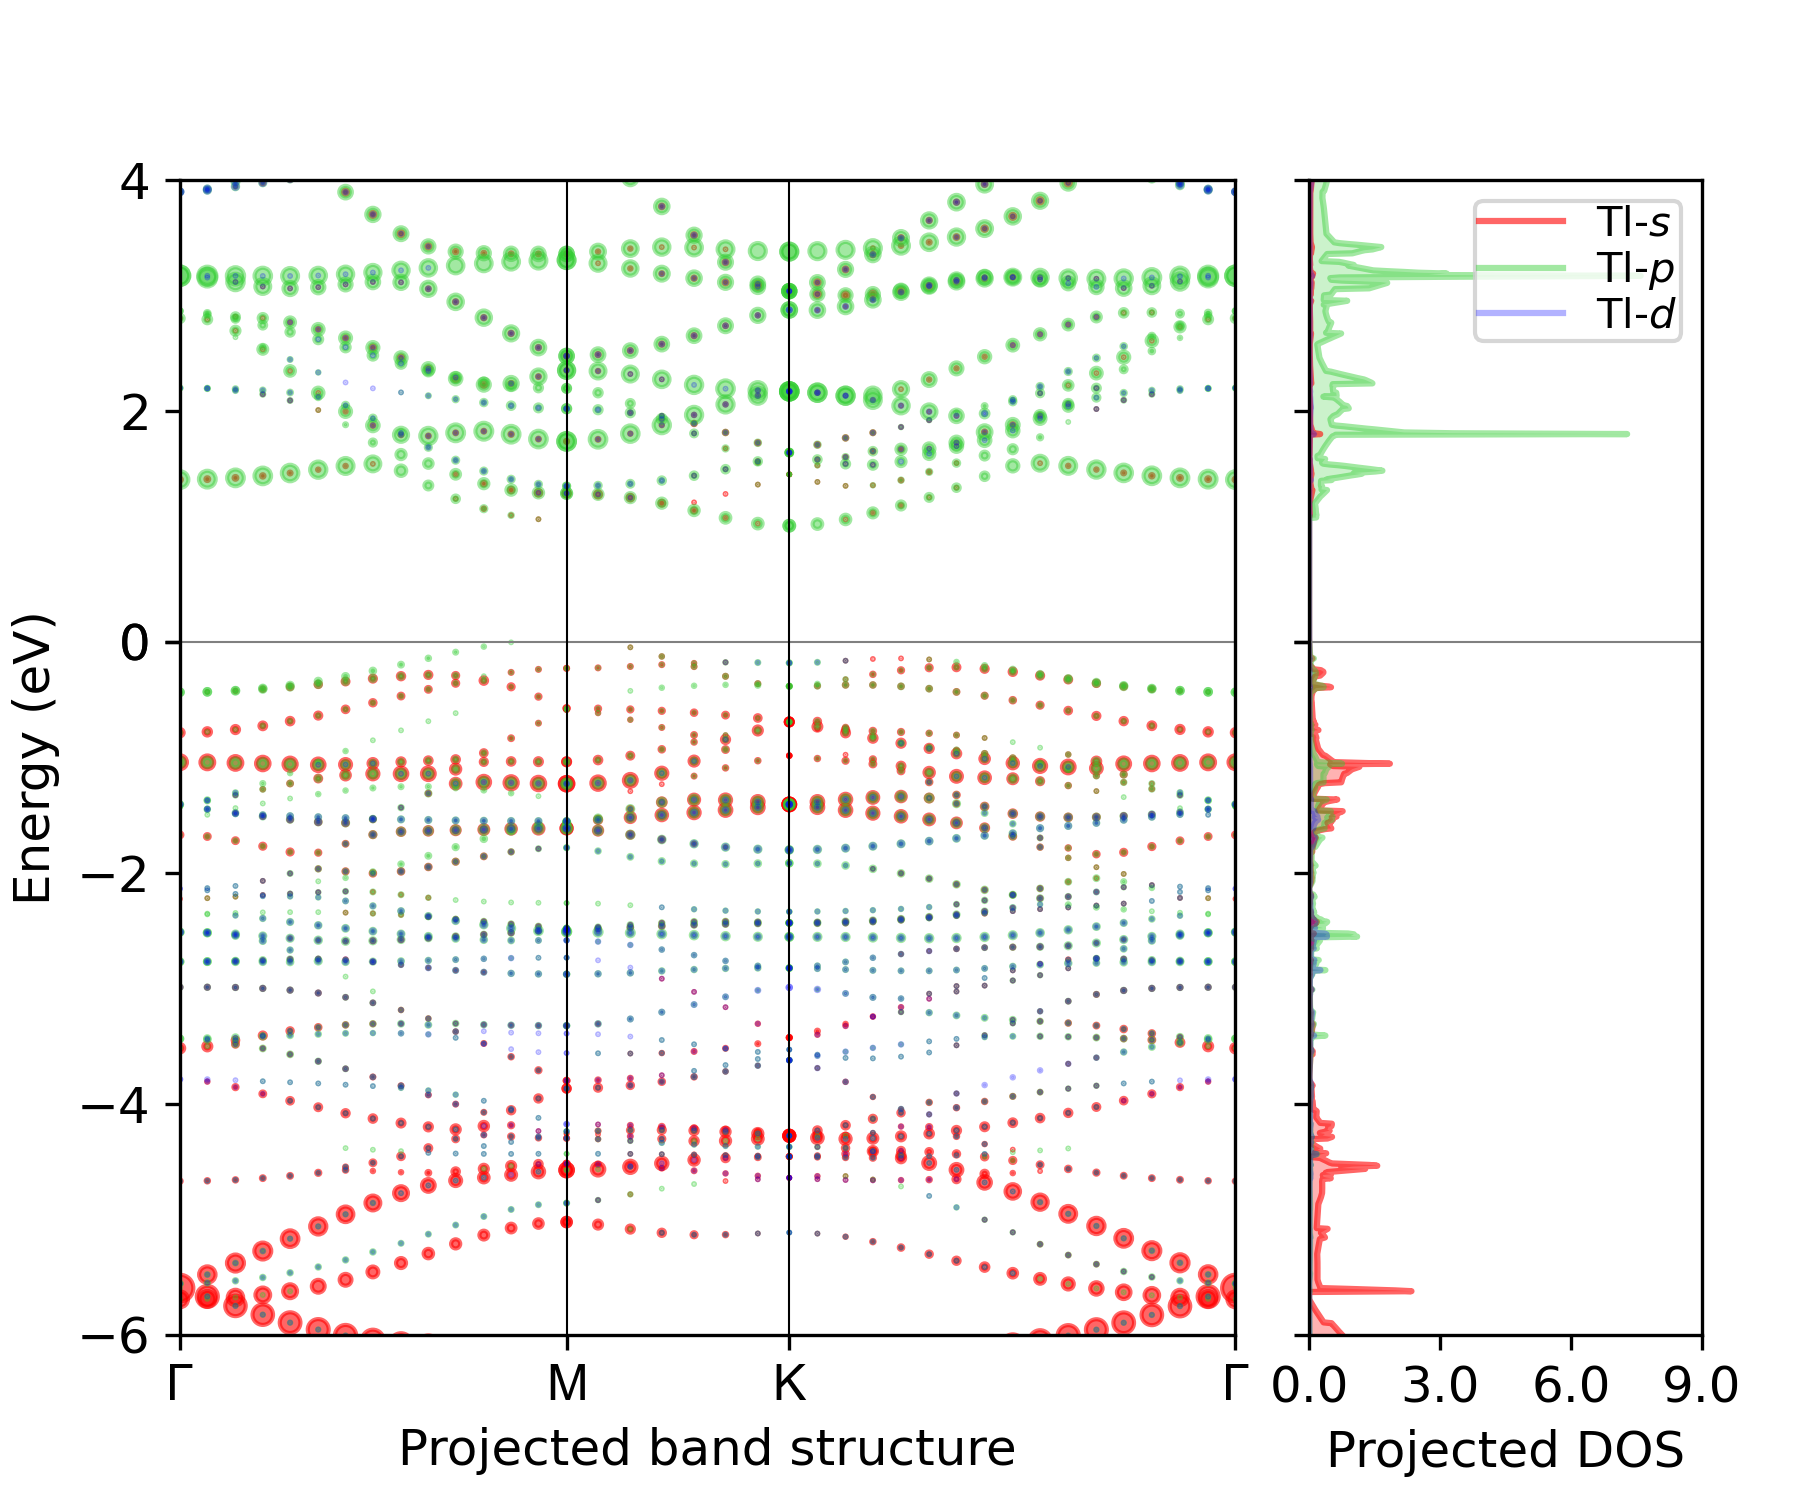 4
2
0
−2
−4
−6
Energy (eV)
Γ
M
K
Γ
Projected band structure
Tl-s
Tl-p
Tl-d
0.0
3.0
6.0
9.0
Projected DOS